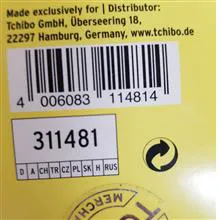 Made exclusively for | Distributor:
Tchibo GmbH, Überseering 18,
22297 Hamburg, Germany, www.tchibo.de
4 006083 114814
311481
D A CH TR CZ PL SK H RUS
MERCH